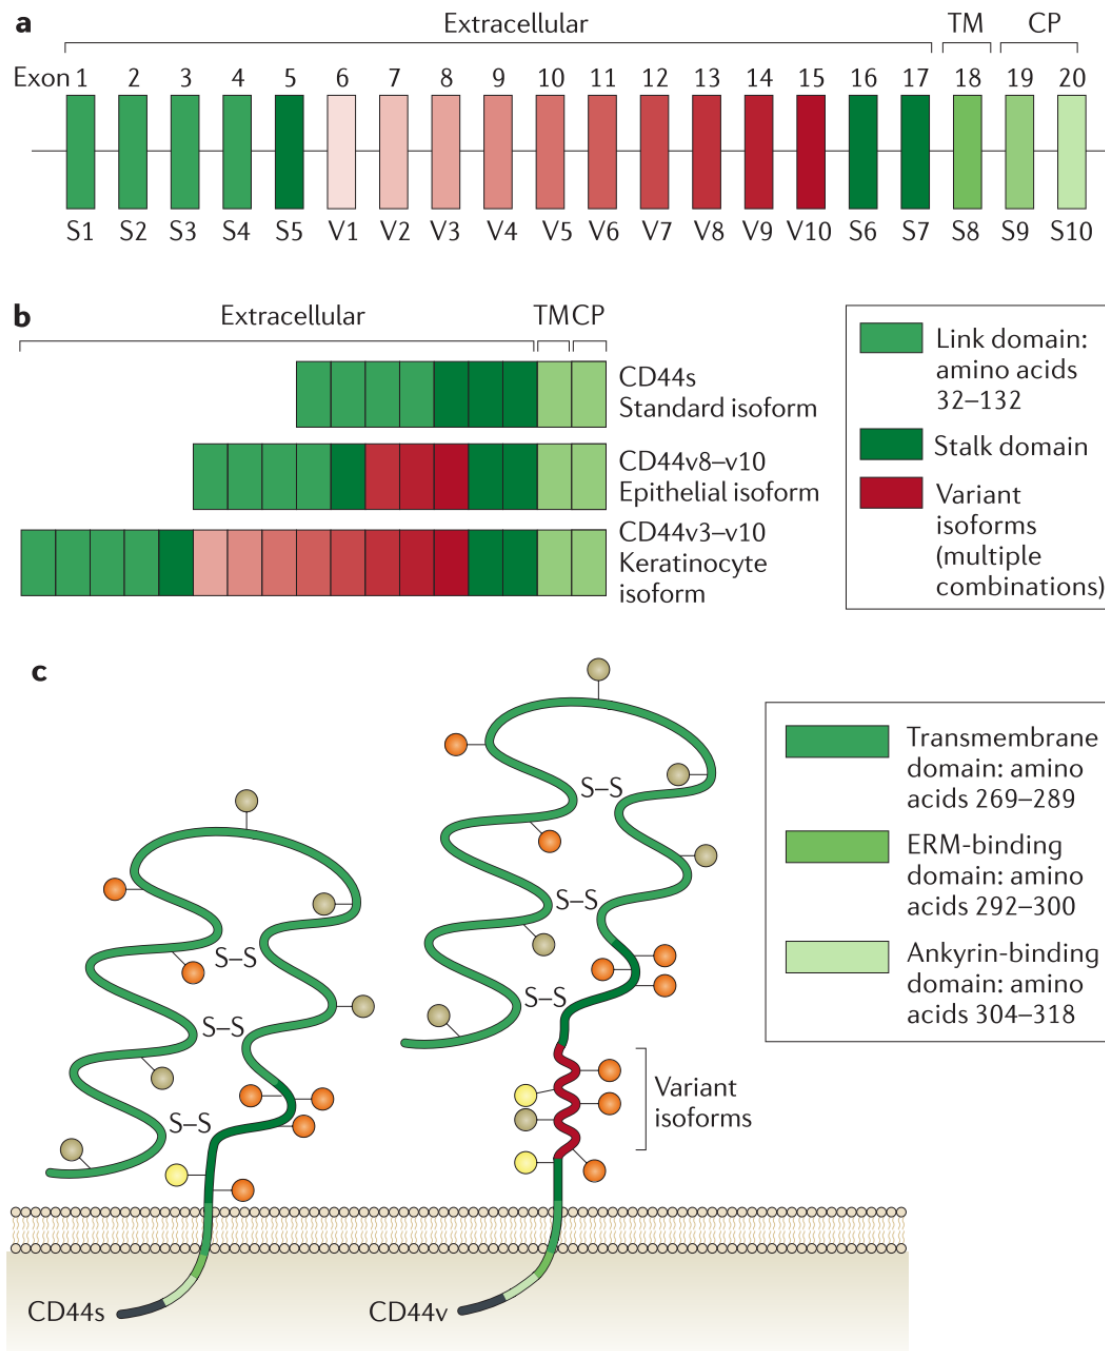 a
Extracellular TM CP
Exon 1 2 3 4 5 6 7 8 9 10 11 12 13 14 15 16 17 18 19 20
S1 S2 S3 S4 S5 V1 V2 V3 V4 V5 V6 V7 V8 V9 V10 S6 S7 S8 S9 S10
b
Extracellular TM CP
CD44s
Standard isoform
CD44v8–v10
Epithelial isoform
CD44v3–v10
Keratinocyte
isoform
Link domain:
amino acids
32–132
Stalk domain
Variant
isoforms
(multiple
combinations)
c
S–S
S–S
S–S
CD44s
S–S
S–S
S–S
Variant
isoforms
CD44v
Transmembrane
domain: amino
acids 269–289
ERM-binding
domain: amino
acids 292–300
Ankyrin-binding
domain: amino
acids 304–318